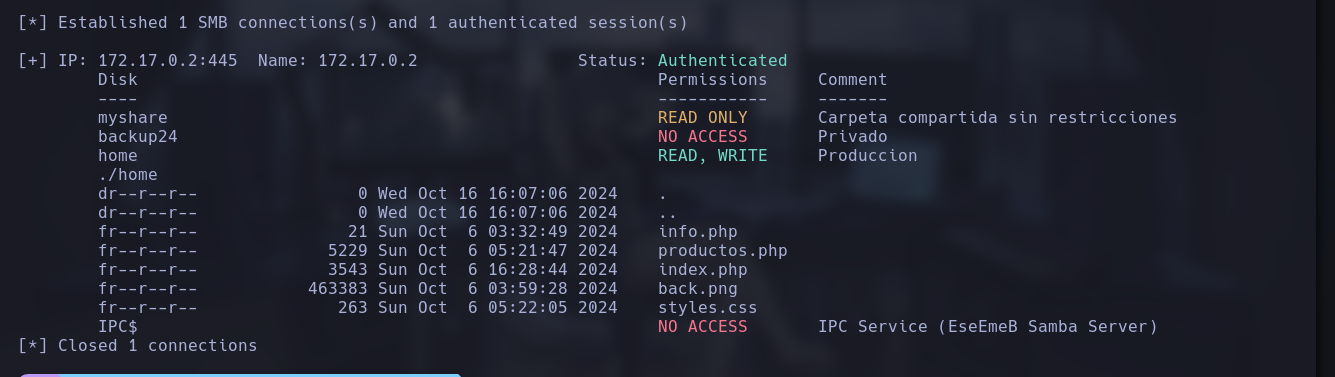 [*] Established 1 SMB connections(s) and 1 authenticated session(s)
[+] IP: 172.17.0.2:445  Name: 172.17.0.2                Status: Authenticated
        Disk                                                    Permissions     Comment
        ----                                                    -----------     -------
        myshare                                                 READ ONLY       Carpeta compartida sin restricciones
        backup24                                                NO ACCESS       Privado
        home                                                    READ, WRITE     Produccion
        ./home
        dr--r--r--                0 Wed Oct 16 16:07:06 2024    .
        dr--r--r--                0 Wed Oct 16 16:07:06 2024    ..
        fr--r--r--               21 Sun Oct  6 03:32:49 2024    info.php
        fr--r--r--             5229 Sun Oct  6 05:21:47 2024    productos.php
        fr--r--r--             3543 Sun Oct  6 16:28:44 2024    index.php
        fr--r--r--           463383 Sun Oct  6 03:59:28 2024    back.png
        fr--r--r--              263 Sun Oct  6 05:22:05 2024    styles.css
        IPC$                                                    NO ACCESS       IPC Service (EseEmeB Samba Server)
[*] Closed 1 connections